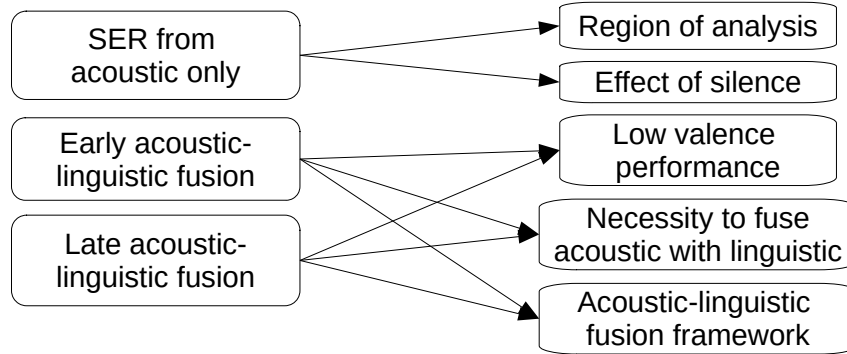 SER from
acoustic only
Early acoustic-
linguistic fusion
Late acoustic-
linguistic fusion
Region of analysis
Effect of silence
Low valence
performance
Necessity to fuse
acoustic with linguistic
Acoustic-linguistic
fusion framework